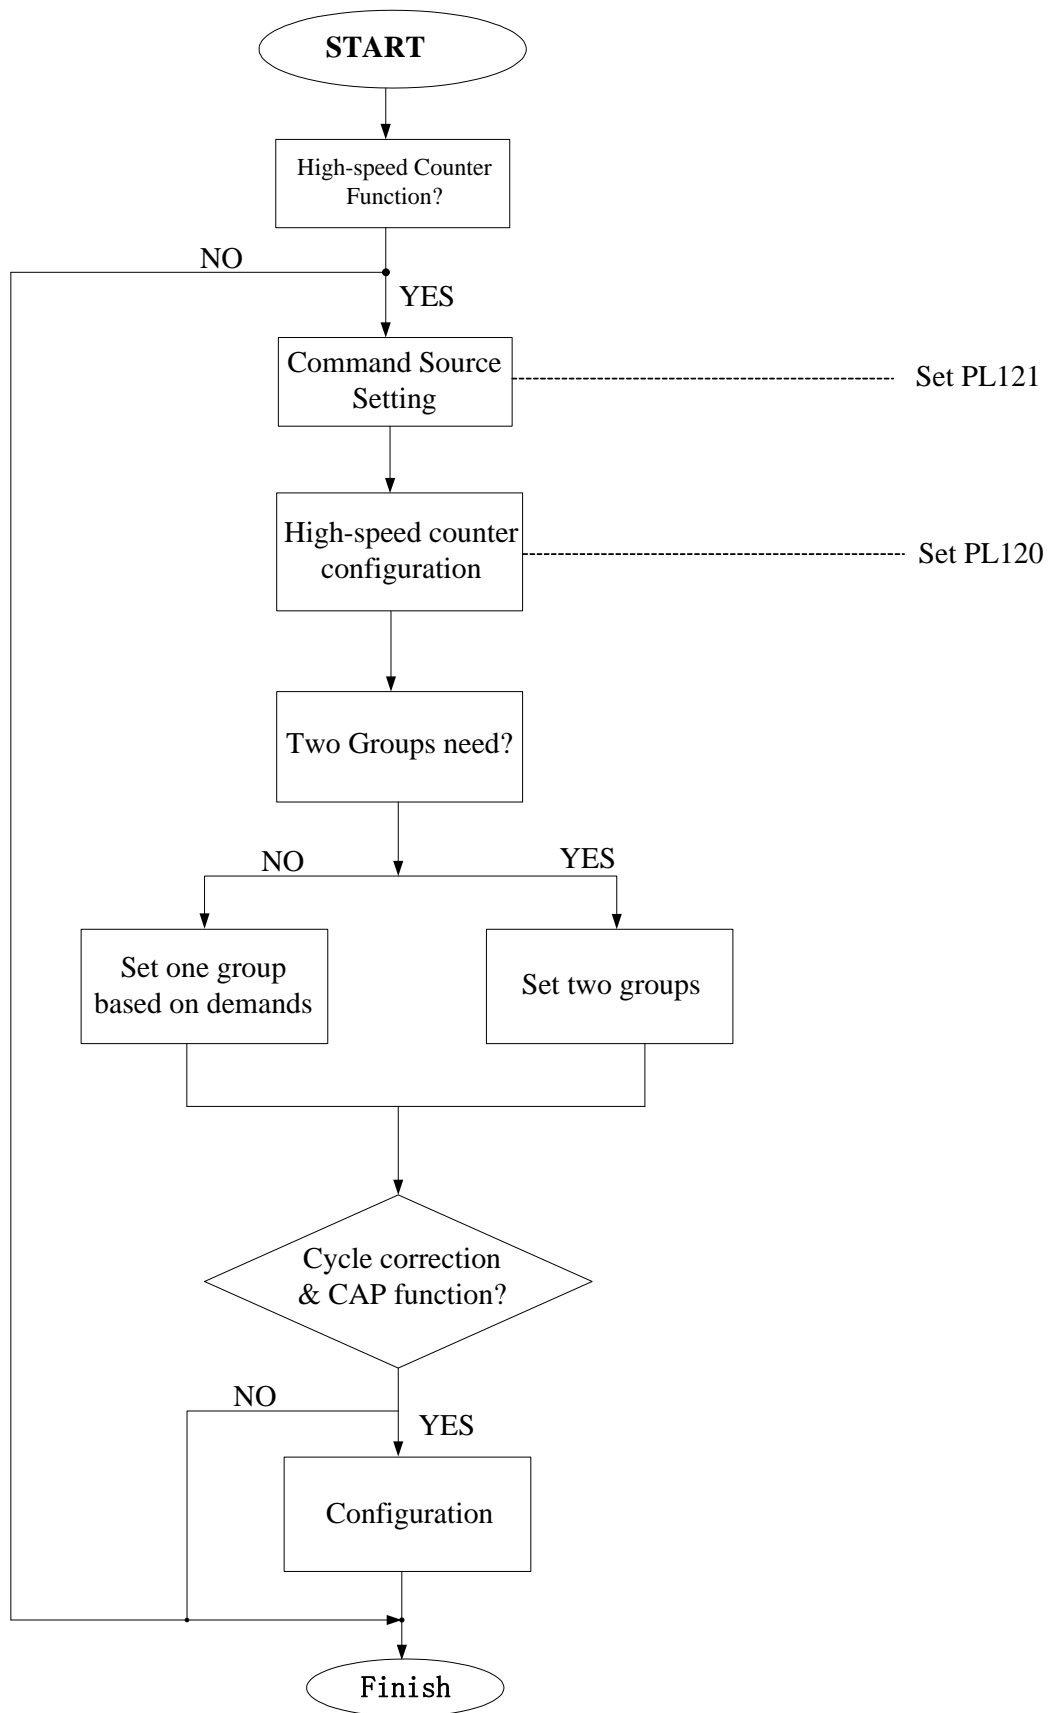 START
High-speed Counter
Function?
NO
YES
Command Source
Setting
Set PL121
High-speed counter
configuration
Set PL120
Two Groups need?
NO
YES
Set one group
based on demands
Set two groups
Cycle correction
& CAP function?
NO
YES
Configuration
Finish